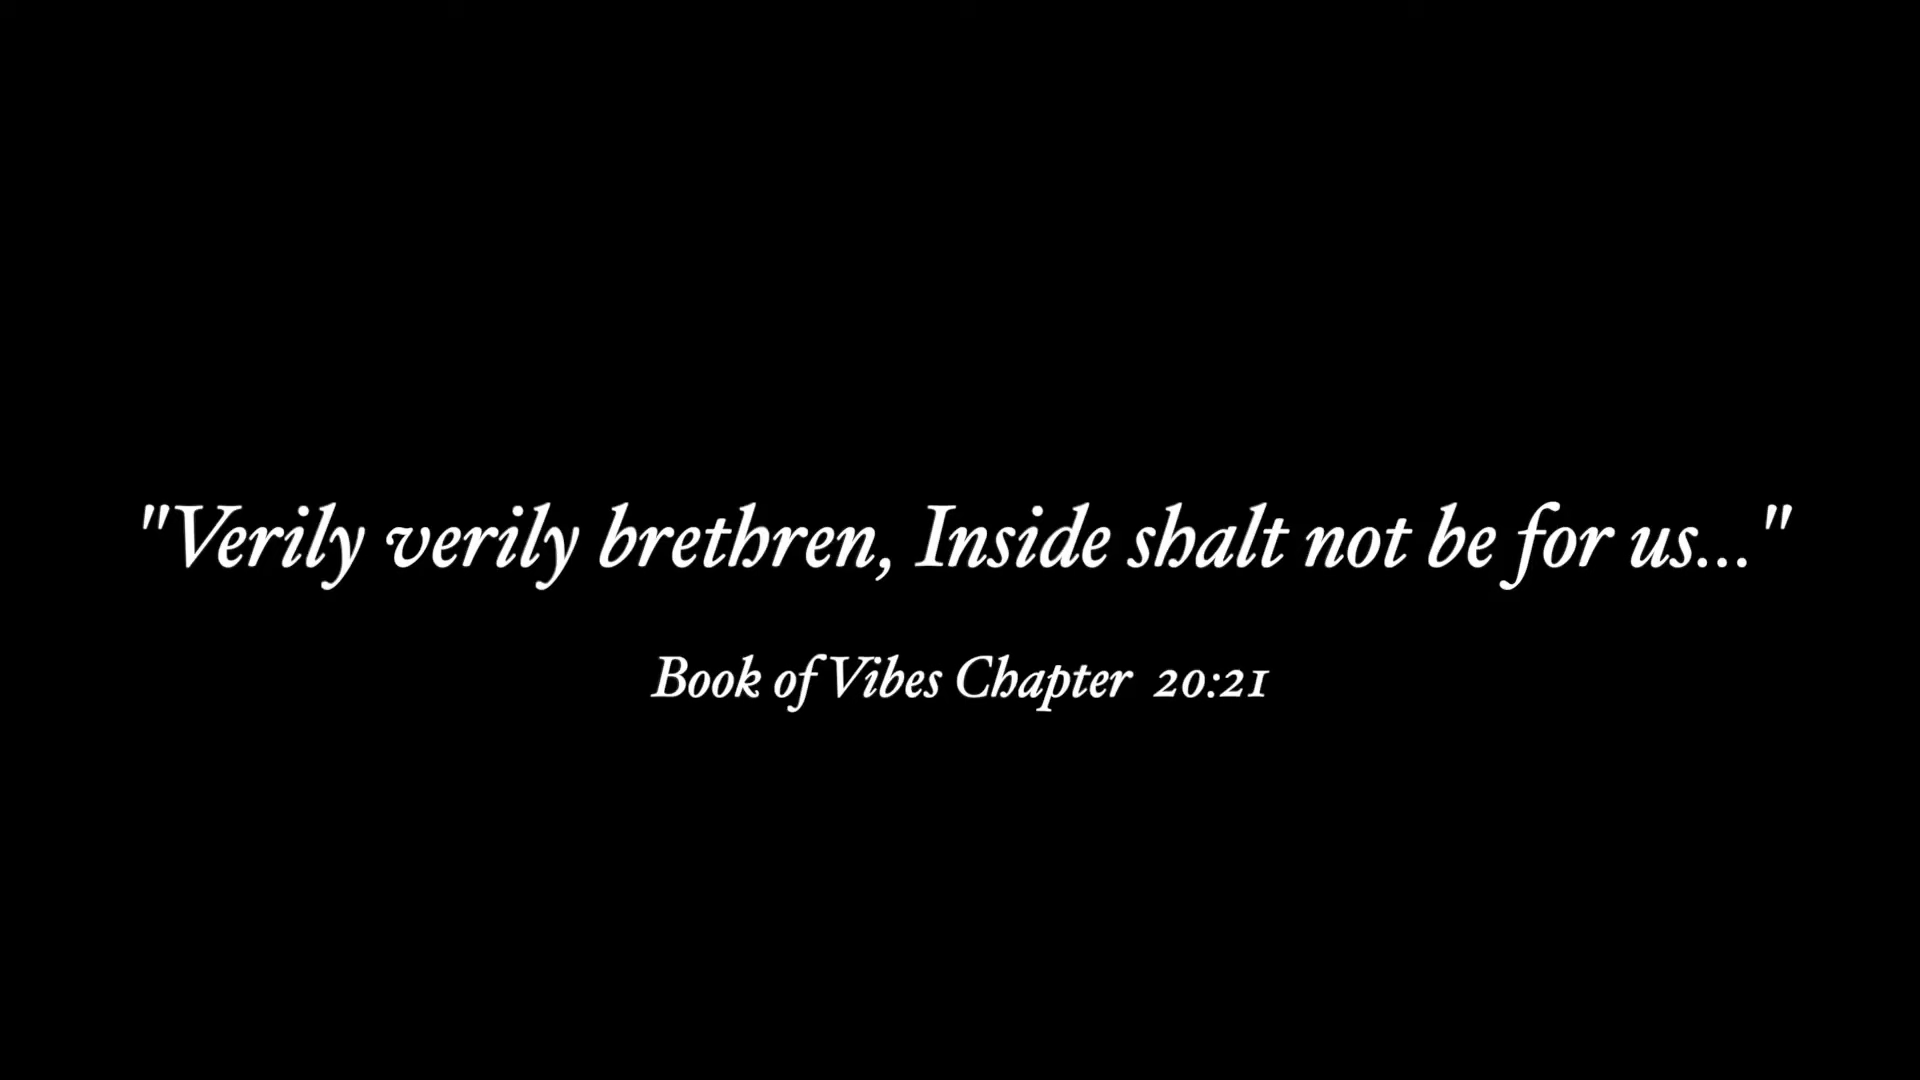 "Verily verily brethren, Inside shalt not be for us..."
Book of Vibes Chapter 20:21